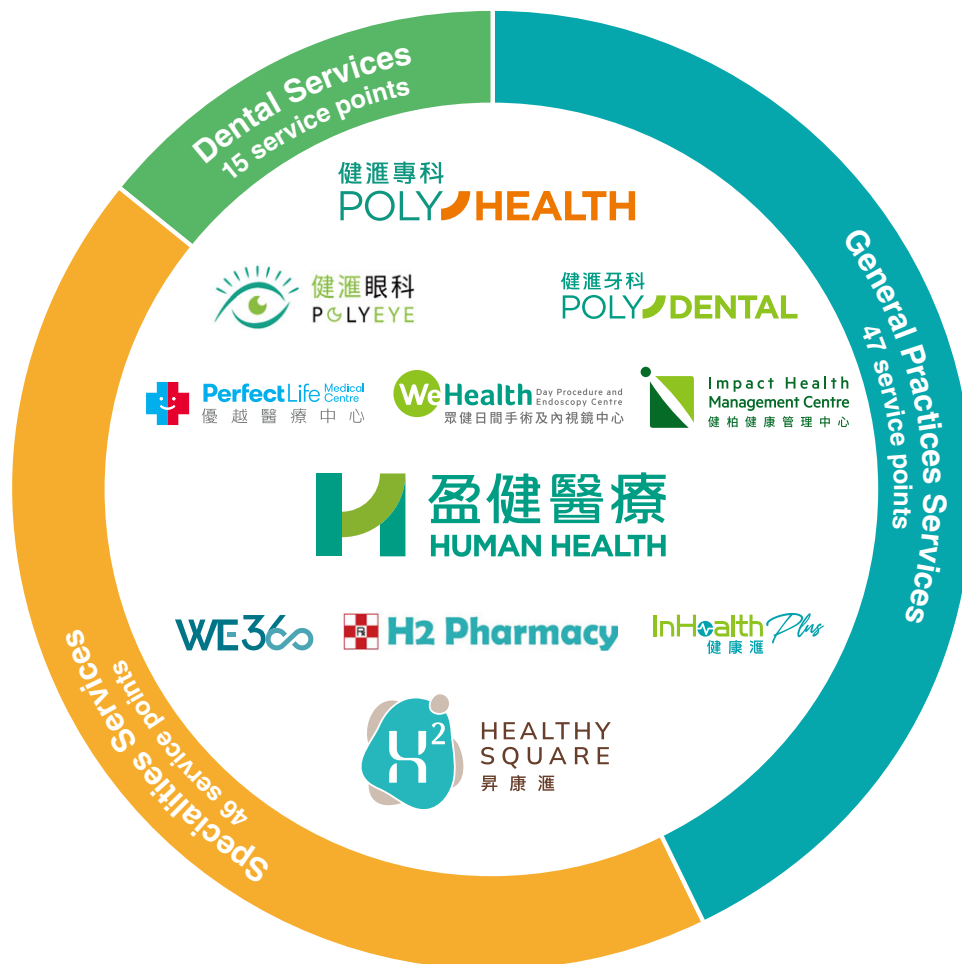 Dental Services
15 service points
General Practices Services
47 service points
Specialities Services
46 service points
健滙專科
POLY HEALTH
健滙眼科
POLYEYE
健滙牙科
POLY DENTAL
Perfect Life Medical Centre
優越醫療中心
WeHealth Day Procedure and Endoscopy Centre
眾健日間手術及內視鏡中心
Impact Health
Management Centre
健柏健康管理中心
盈健醫療
HUMAN HEALTH
WE360
H2 Pharmacy
InHealth Plus
健康滙
H2
HEALTHY
SQUARE
昇康滙